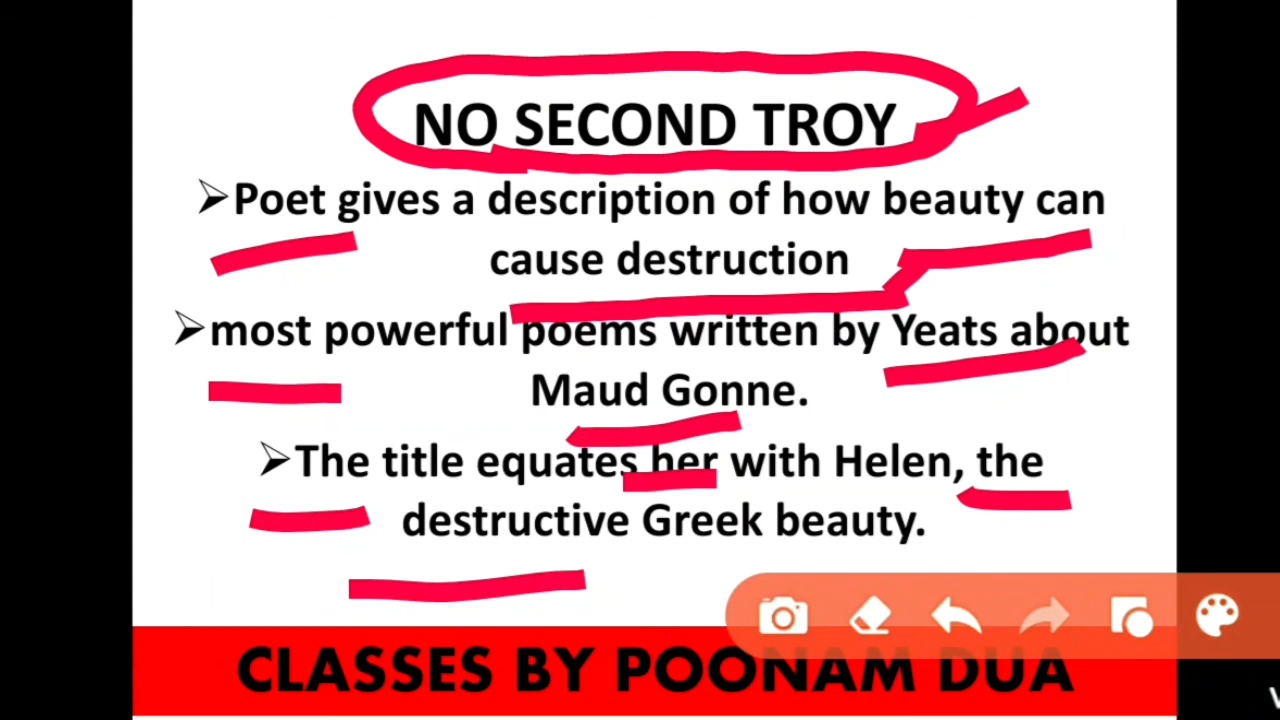 NO SECOND TROY
➢Poet gives a description of how beauty can
cause destruction
➢most powerful poems written by Yeats about
Maud Gonne.
➢The title equates her with Helen, the
destructive Greek beauty.
CLASSES BY POONAM DUA